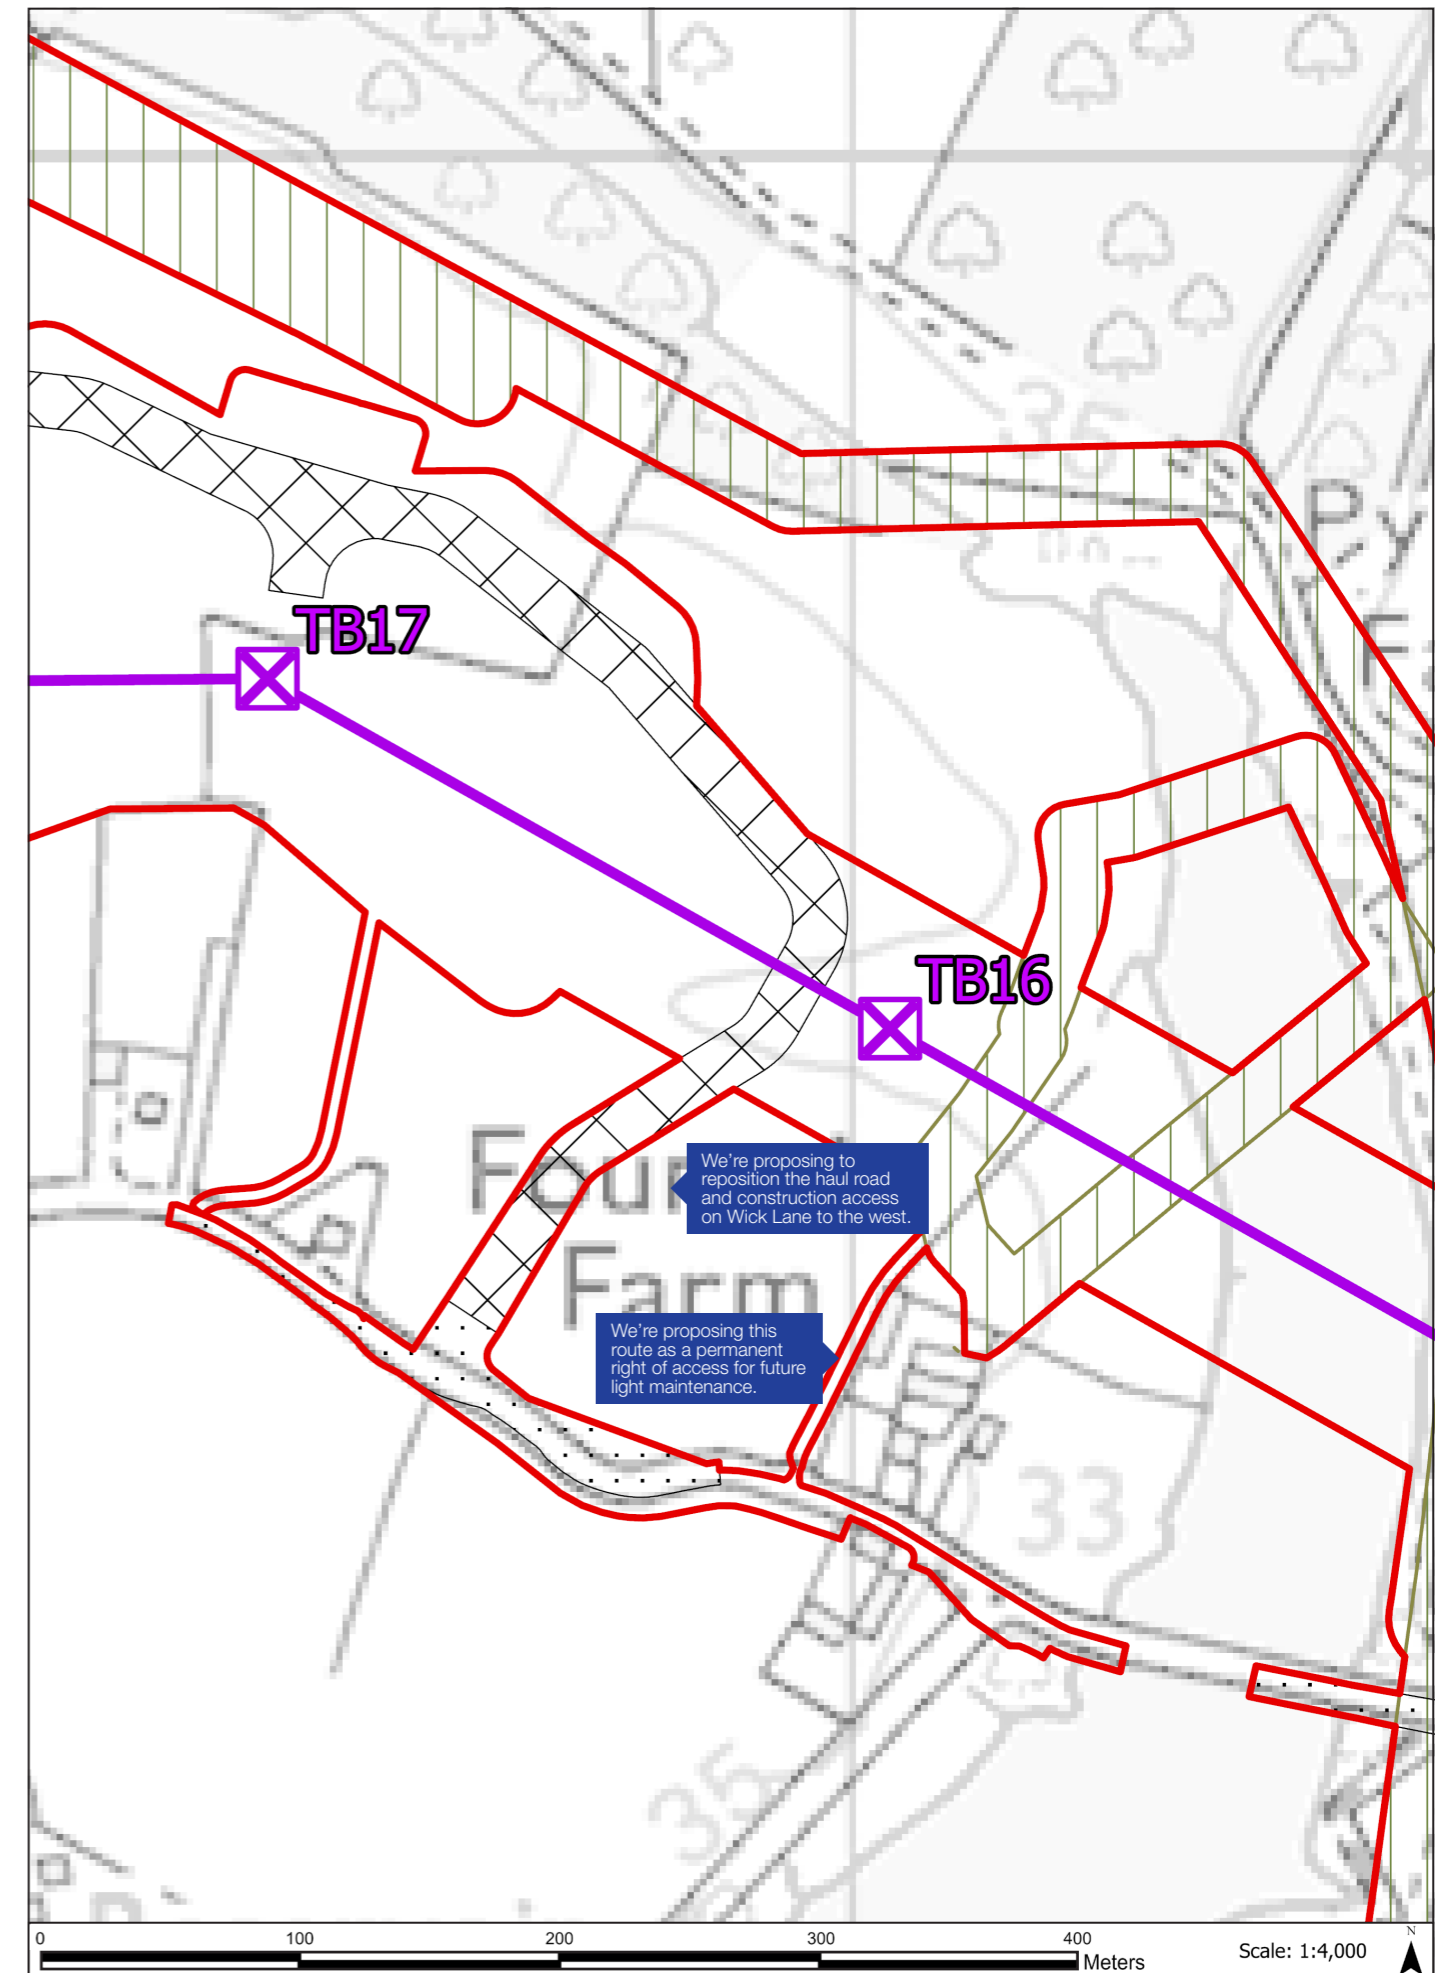 35
Py
F
TB17
TB16
Four
We're proposing to
reposition the haul road
and construction access
on Wick Lane to the west.
Farm
We're proposing this
route as a permanent
right of access for future
light maintenance.
33
35
0 100 200 300 400
Meters
Scale: 1:4,000
N